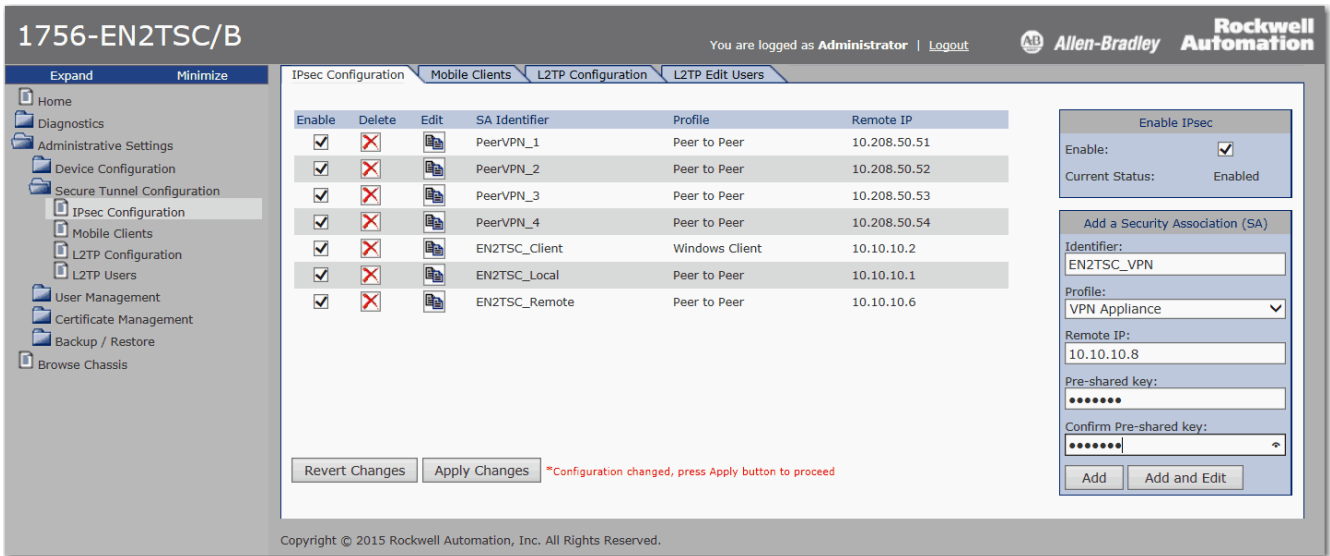 1756-EN2TSC/B
You are logged as Administrator | Logout
AB Allen-Bradley Rockwell Automation
Expand Minimize
Home
Diagnostics
Administrative Settings
Device Configuration
Secure Tunnel Configuration
IPsec Configuration
Mobile Clients
L2TP Configuration
L2TP Users
User Management
Certificate Management
Backup / Restore
Browse Chassis
IPsec Configuration Mobile Clients L2TP Configuration L2TP Edit Users
Enable Delete Edit SA Identifier Profile Remote IP
PeerVPN_1 Peer to Peer 10.208.50.51
PeerVPN_2 Peer to Peer 10.208.50.52
PeerVPN_3 Peer to Peer 10.208.50.53
PeerVPN_4 Peer to Peer 10.208.50.54
EN2TSC_Client Windows Client 10.10.10.2
EN2TSC_Local Peer to Peer 10.10.10.1
EN2TSC_Remote Peer to Peer 10.10.10.6
Revert Changes Apply Changes *Configuration changed, press Apply button to proceed
Enable IPsec
Enable:
Current Status: Enabled
Add a Security Association (SA)
Identifier:
EN2TSC_VPN
Profile:
VPN Appliance
Remote IP:
10.10.10.8
Pre-shared key:
•••••••
Confirm Pre-shared key:
•••••••
Add Add and Edit
Copyright © 2015 Rockwell Automation, Inc. All Rights Reserved.